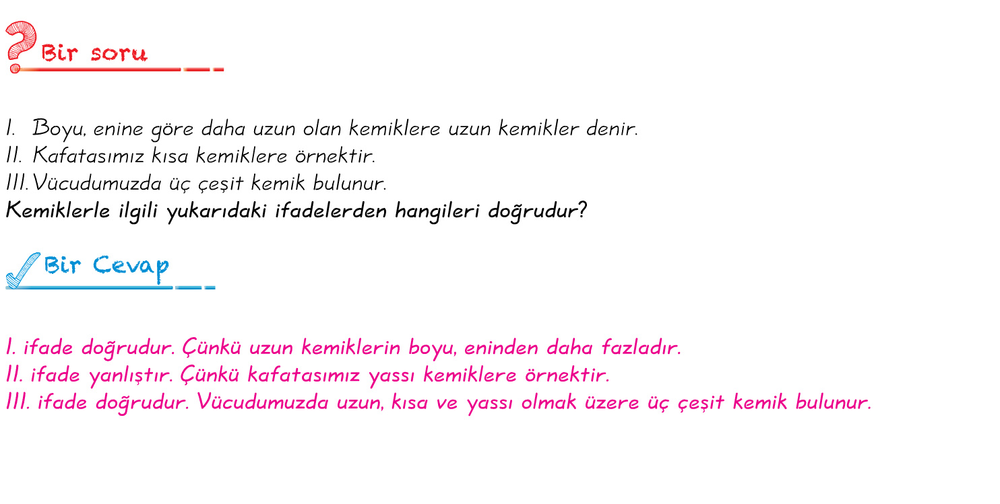 Bir soru
I. Boyu, enine göre daha uzun olan kemiklere uzun kemikler denir.
II. Kafatasımız kısa kemiklere örnektir.
III. Vücudumuzda üç çeşit kemik bulunur.
Kemiklerle ilgili yukarıdaki ifadelerden hangileri doğrudur?
Bir Cevap
I. ifade doğrudur. Çünkü uzun kemiklerin boyu, eninden daha fazladır.
II. ifade yanlıştır. Çünkü kafatasımız yassı kemiklere örnektir.
III. ifade doğrudur. Vücudumuzda uzun, kısa ve yassı olmak üzere üç çeşit kemik bulunur.